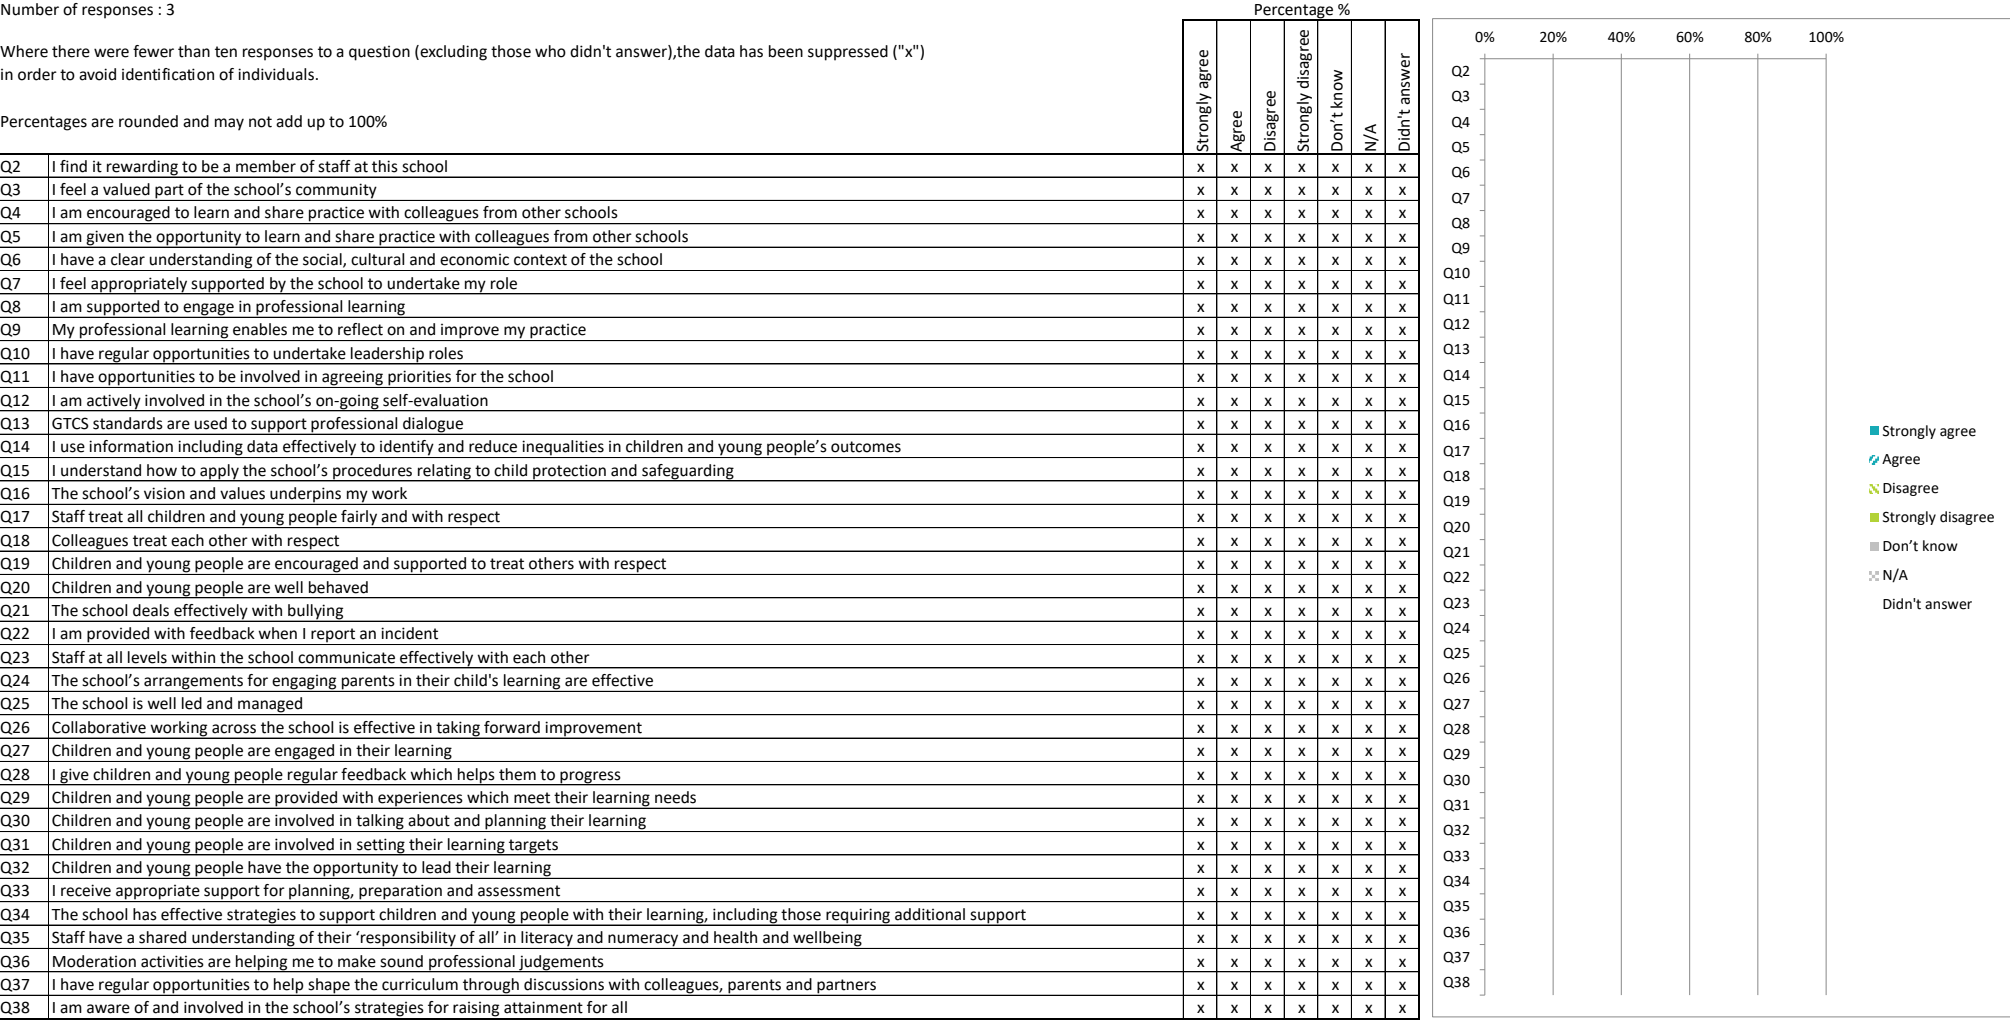 Number of responses : 3
Percentage %
Where there were fewer than ten responses to a question (excluding those who didn't answer),the data has been suppressed ("x")
in order to avoid identification of individuals.
Percentages are rounded and may not add up to 100%
Strongly agree
Agree
Disagree
Strongly disagree
Don't know
N/A
Didn't answer
Q2 I find it rewarding to be a member of staff at this school x x x x x x x
Q3 I feel a valued part of the school’s community x x x x x x x
Q4 I am encouraged to learn and share practice with colleagues from other schools x x x x x x x
Q5 I am given the opportunity to learn and share practice with colleagues from other schools x x x x x x x
Q6 I have a clear understanding of the social, cultural and economic context of the school x x x x x x x
Q7 I feel appropriately supported by the school to undertake my role x x x x x x x
Q8 I am supported to engage in professional learning x x x x x x x
Q9 My professional learning enables me to reflect on and improve my practice x x x x x x x
Q10 I have regular opportunities to undertake leadership roles x x x x x x x
Q11 I have opportunities to be involved in agreeing priorities for the school x x x x x x x
Q12 I am actively involved in the school’s on-going self-evaluation x x x x x x x
Q13 GTCS standards are used to support professional dialogue x x x x x x x
Q14 I use information including data effectively to identify and reduce inequalities in children and young people’s outcomes x x x x x x x
Q15 I understand how to apply the school’s procedures relating to child protection and safeguarding x x x x x x x
Q16 The school’s vision and values underpins my work x x x x x x x
Q17 Staff treat all children and young people fairly and with respect x x x x x x x
Q18 Colleagues treat each other with respect x x x x x x x
Q19 Children and young people are encouraged and supported to treat others with respect x x x x x x x
Q20 Children and young people are well behaved x x x x x x x
Q21 The school deals effectively with bullying x x x x x x x
Q22 I am provided with feedback when I report an incident x x x x x x x
Q23 Staff at all levels within the school communicate effectively with each other x x x x x x x
Q24 The school’s arrangements for engaging parents in their child's learning are effective x x x x x x x
Q25 The school is well led and managed x x x x x x x
Q26 Collaborative working across the school is effective in taking forward improvement x x x x x x x
Q27 Children and young people are engaged in their learning x x x x x x x
Q28 I give children and young people regular feedback which helps them to progress x x x x x x x
Q29 Children and young people are provided with experiences which meet their learning needs x x x x x x x
Q30 Children and young people are involved in talking about and planning their learning x x x x x x x
Q31 Children and young people are involved in setting their learning targets x x x x x x x
Q32 Children and young people have the opportunity to lead their learning x x x x x x x
Q33 I receive appropriate support for planning, preparation and assessment x x x x x x x
Q34 The school has effective strategies to support children and young people with their learning, including those requiring additional support x x x x x x x
Q35 Staff have a shared understanding of their ‘responsibility of all’ in literacy and numeracy and health and wellbeing x x x x x x x
Q36 Moderation activities are helping me to make sound professional judgements x x x x x x x
Q37 I have regular opportunities to help shape the curriculum through discussions with colleagues, parents and partners x x x x x x x
Q38 I am aware of and involved in the school’s strategies for raising attainment for all x x x x x x x
0% 20% 40% 60% 80% 100%
Q2
Q3
Q4
Q5
Q6
Q7
Q8
Q9
Q10
Q11
Q12
Q13
Q14
Q15
Q16
Q17
Q18
Q19
Q20
Q21
Q22
Q23
Q24
Q25
Q26
Q27
Q28
Q29
Q30
Q31
Q32
Q33
Q34
Q35
Q36
Q37
Q38
Strongly agree
Agree
Disagree
Strongly disagree
Don’t know
N/A
Didn't answer